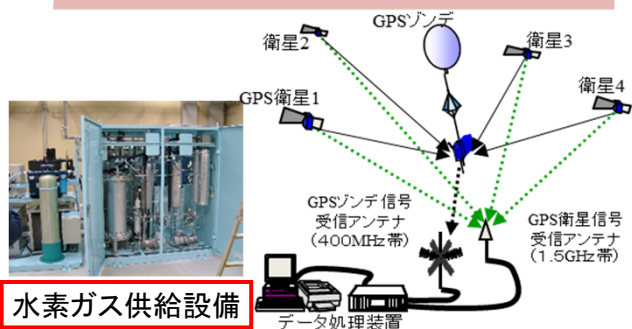 GPSゾンデ
衛星2
衛星3
GPS衛星1
衛星4
GPSゾンデ信号
受信アンテナ
(400MHz帯)
GPS衛星信号
受信アンテナ
(1.5GHz帯)
水素ガス供給設備
データ処理装置